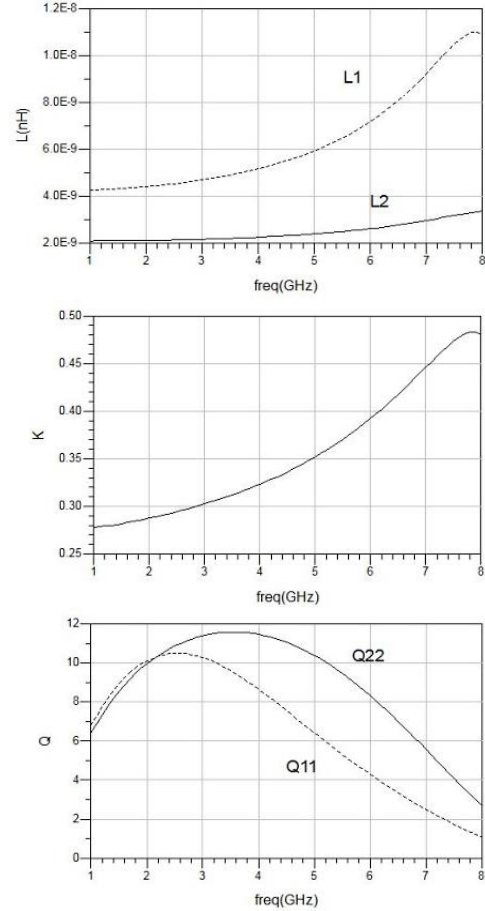 1.2E-8
1.0E-8
8.0E-9
6.0E-9
4.0E-9
2.0E-9
L(nH)
L1
L2
1 2 3 4 5 6 7 8
freq(GHz)
0.50
0.45
0.40
0.35
0.30
0.25
K
1 2 3 4 5 6 7 8
freq(GHz)
12
10
8
6
4
2
0
Q
Q22
Q11
1 2 3 4 5 6 7 8
freq(GHz)